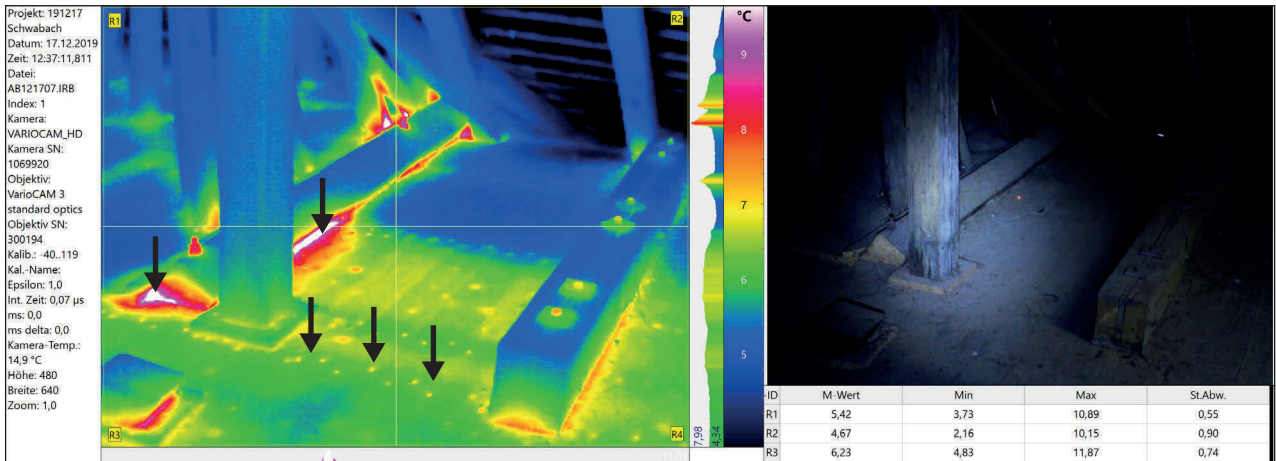 Projekt: 191217
Schwabach
Datum: 17.12.2019
Zeit: 12:37:11,811
Datei:
AB121707.IRB
Index: 1
Kamera:
VARIOCAM_HD
Kamera SN:
1069920
Objektiv:
VarioCAM 3
standard optics
Objektiv SN:
300194
Kalib.: -40..119
Kal.-Name:
Epsilon: 1,0
Int. Zeit: 0,07 µs
ms: 0,0
ms delta: 0,0
Kamera-Temp.:
14,9 °C
Höhe: 480
Breite: 640
Zoom: 1,0
R1
R2
R3
R4
°C
9
8
7
6
5
7,98
4,34
ID M-Wert Min Max St.Abw.
R1 5,42 3,73 10,89 0,55
R2 4,67 2,16 10,15 0,90
R3 6,23 4,83 11,87 0,74